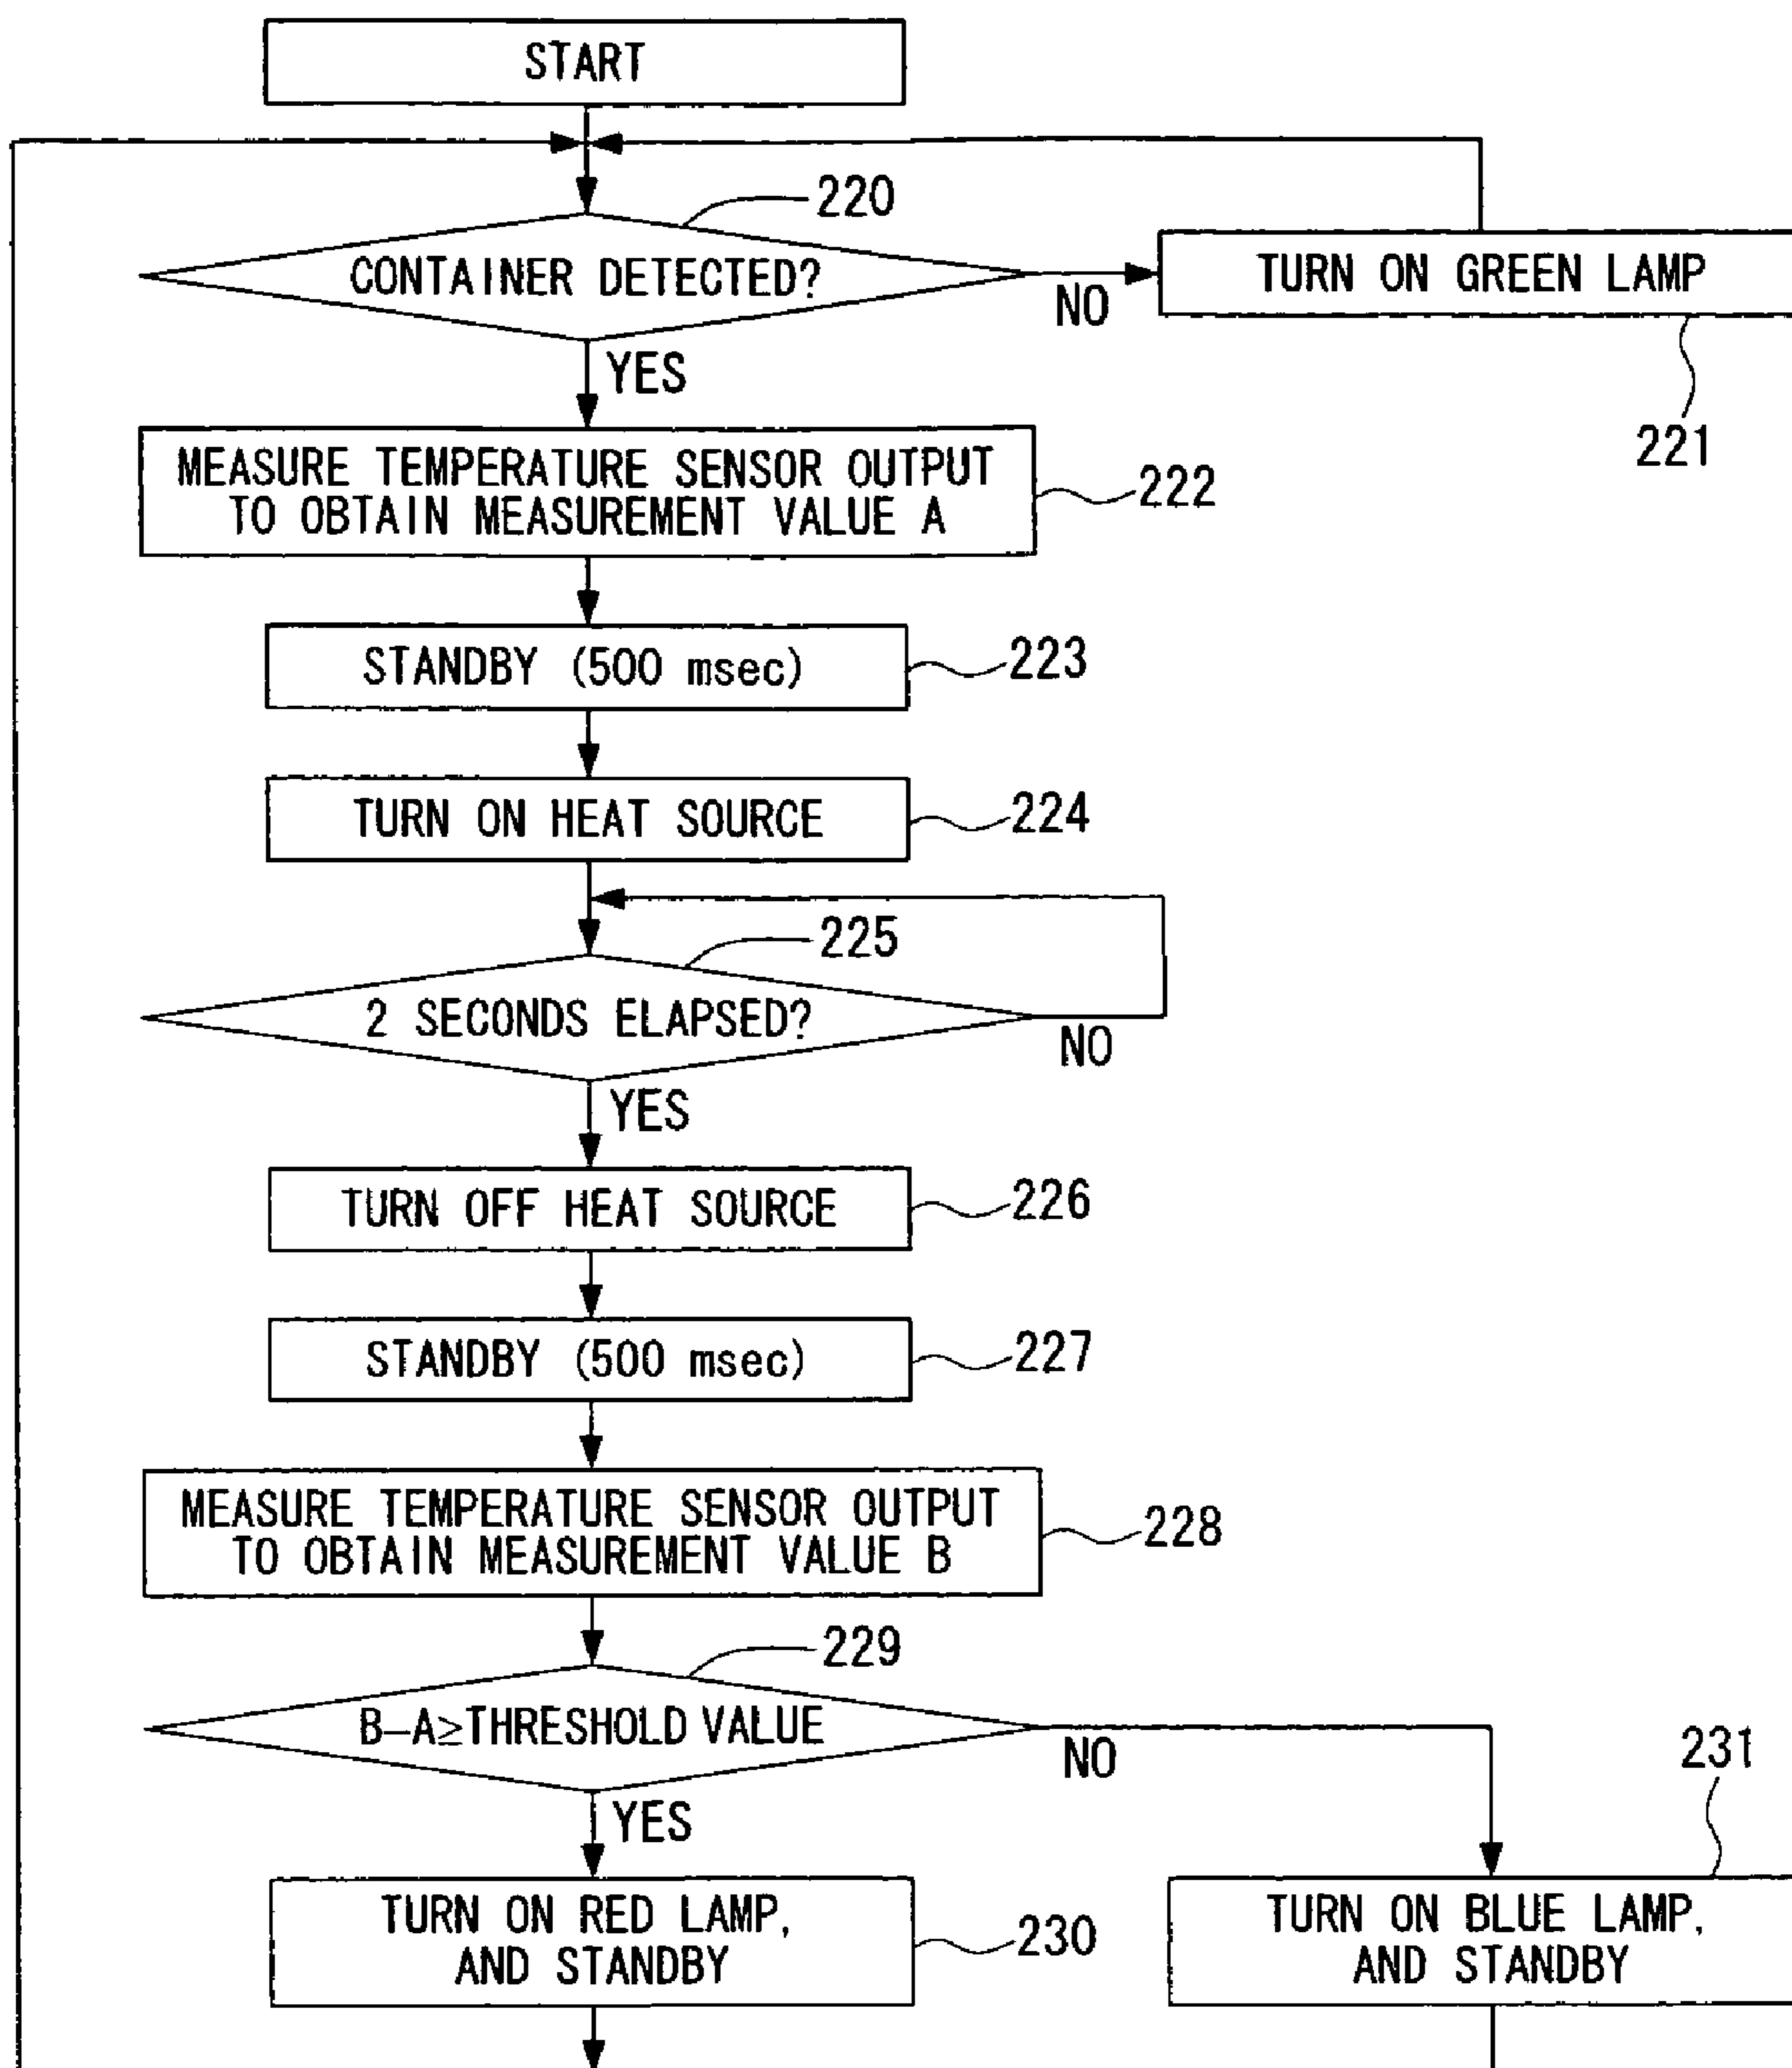 START
220
CONTAINER DETECTED?
NO
TURN ON GREEN LAMP
221
YES
MEASURE TEMPERATURE SENSOR OUTPUT
TO OBTAIN MEASUREMENT VALUE A
222
STANDBY (500 msec)
223
TURN ON HEAT SOURCE
224
225
2 SECONDS ELAPSED?
NO
YES
TURN OFF HEAT SOURCE
226
STANDBY (500 msec)
227
MEASURE TEMPERATURE SENSOR OUTPUT
TO OBTAIN MEASUREMENT VALUE B
228
229
B–A≥THRESHOLD VALUE
NO
231
YES
TURN ON RED LAMP,
AND STANDBY
230
TURN ON BLUE LAMP,
AND STANDBY